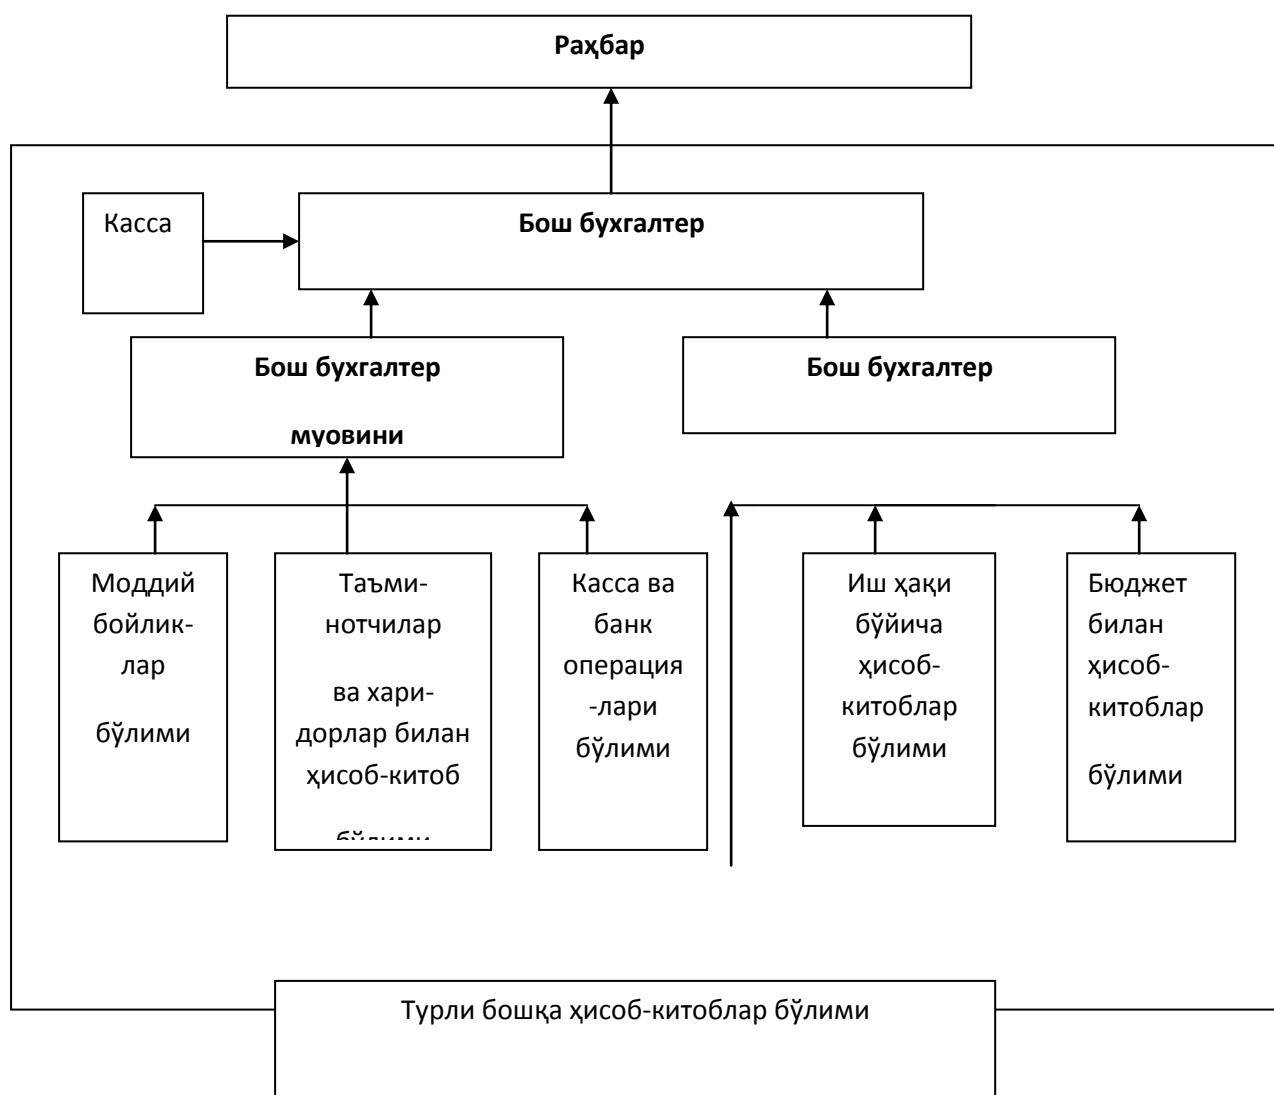 Раҳбар
Касса
Бош бухгалтер
Бош бухгалтер
муовини
Бош бухгалтер
Моддий
бойлик-
лар
бўлими
Таъми-
нотчилар
ва хари-
дорлар билан
ҳисоб-китоб
бўлими
Касса ва
банк
операция
-лари
бўлими
Иш ҳақи
бўйича
ҳисоб-
китоблар
бўлими
Бюджет
билан
ҳисоб-
китоблар
бўлими
Турли бошқа ҳисоб-китоблар бўлими